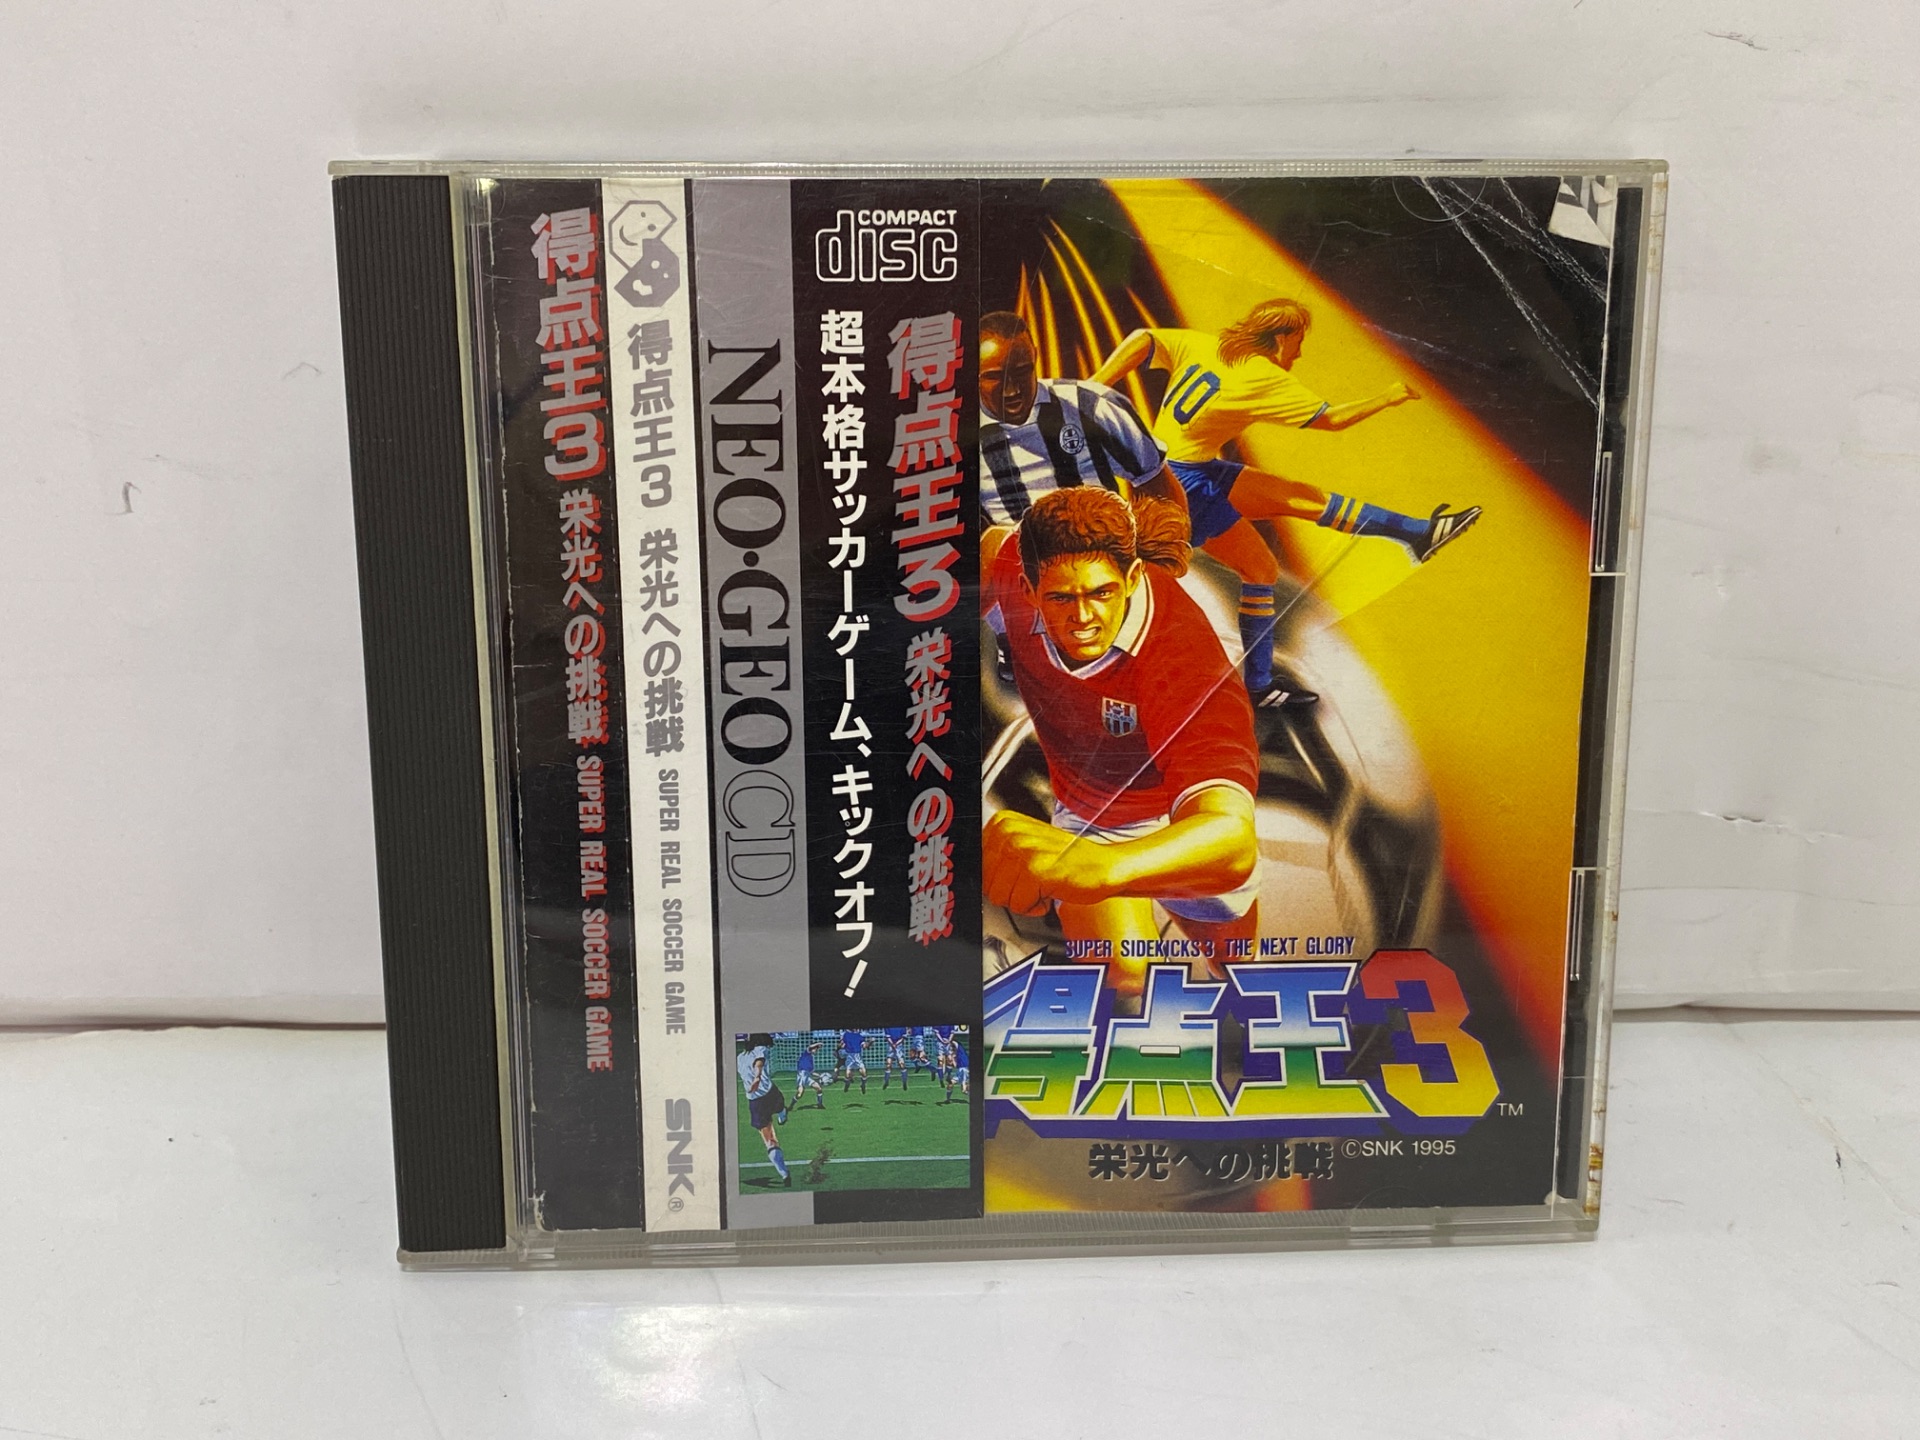 得点王3 栄光への挑戦 SUPER REAL SOCCER GAME
得点王3 栄光への挑戦 SUPER REAL SOCCER GAME SNK®
NEO·GEO CD
COMPACT
disc
超本格サッカーゲーム、キックオフ!
得点王3 栄光への挑戦
10
SUPER SIDEKICKS 3 THE NEXT GLORY
得点王3 TM
栄光への挑戦 ©SNK 1995